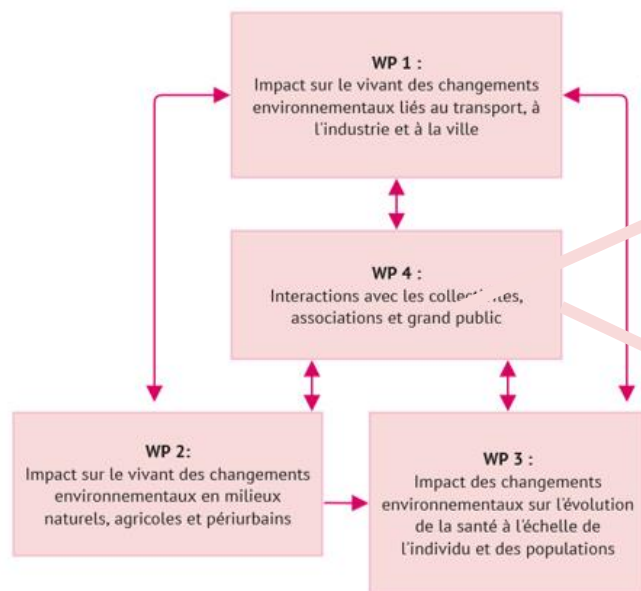 WP 1 :
Impact sur le vivant des changements
environnementaux liés au transport, à
l'industrie et à la ville
WP 4 :
Interactions avec les
associations et grand public
WP 2:
Impact sur le vivant des changements
environnementaux en milieux
naturels, agricoles et périurbains
WP 3 :
Impact des changements
environnementaux sur l'évolution
de la santé à l'échelle de
l'individu et des populations